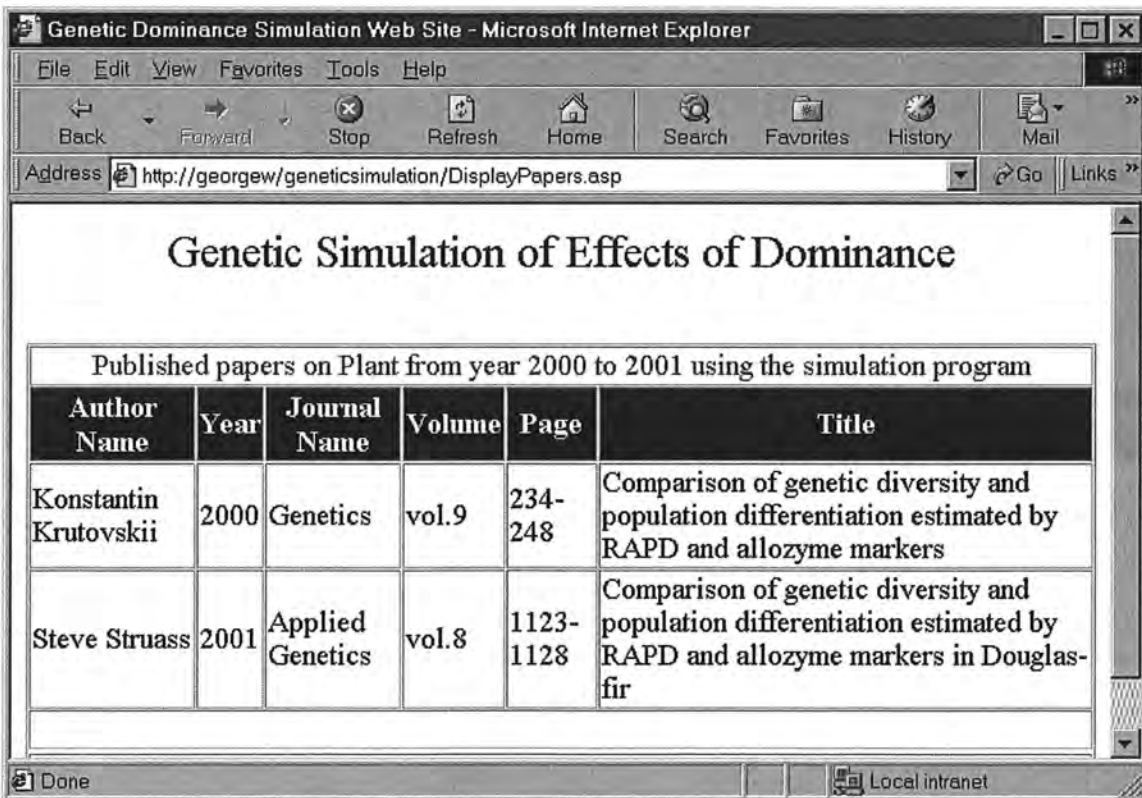 Genetic Dominance Simulation Web Site - Microsoft Internet Explorer
File Edit View Favorites Tools Help
Back Forward Stop Refresh Home Search Favorites History Mail »
Address http://georgew/geneticsimulation/DisplayPapers.asp Go Links »
Genetic Simulation of Effects of Dominance
Published papers on Plant from year 2000 to 2001 using the simulation program
Author Name Year Journal Name Volume Page Title
Konstantin Krutovskii 2000 Genetics vol.9 234-248 Comparison of genetic diversity and population differentiation estimated by RAPD and allozyme markers
Steve Struass 2001 Applied Genetics vol.8 1123-1128 Comparison of genetic diversity and population differentiation estimated by RAPD and allozyme markers in Douglas-fir
Done Local intranet